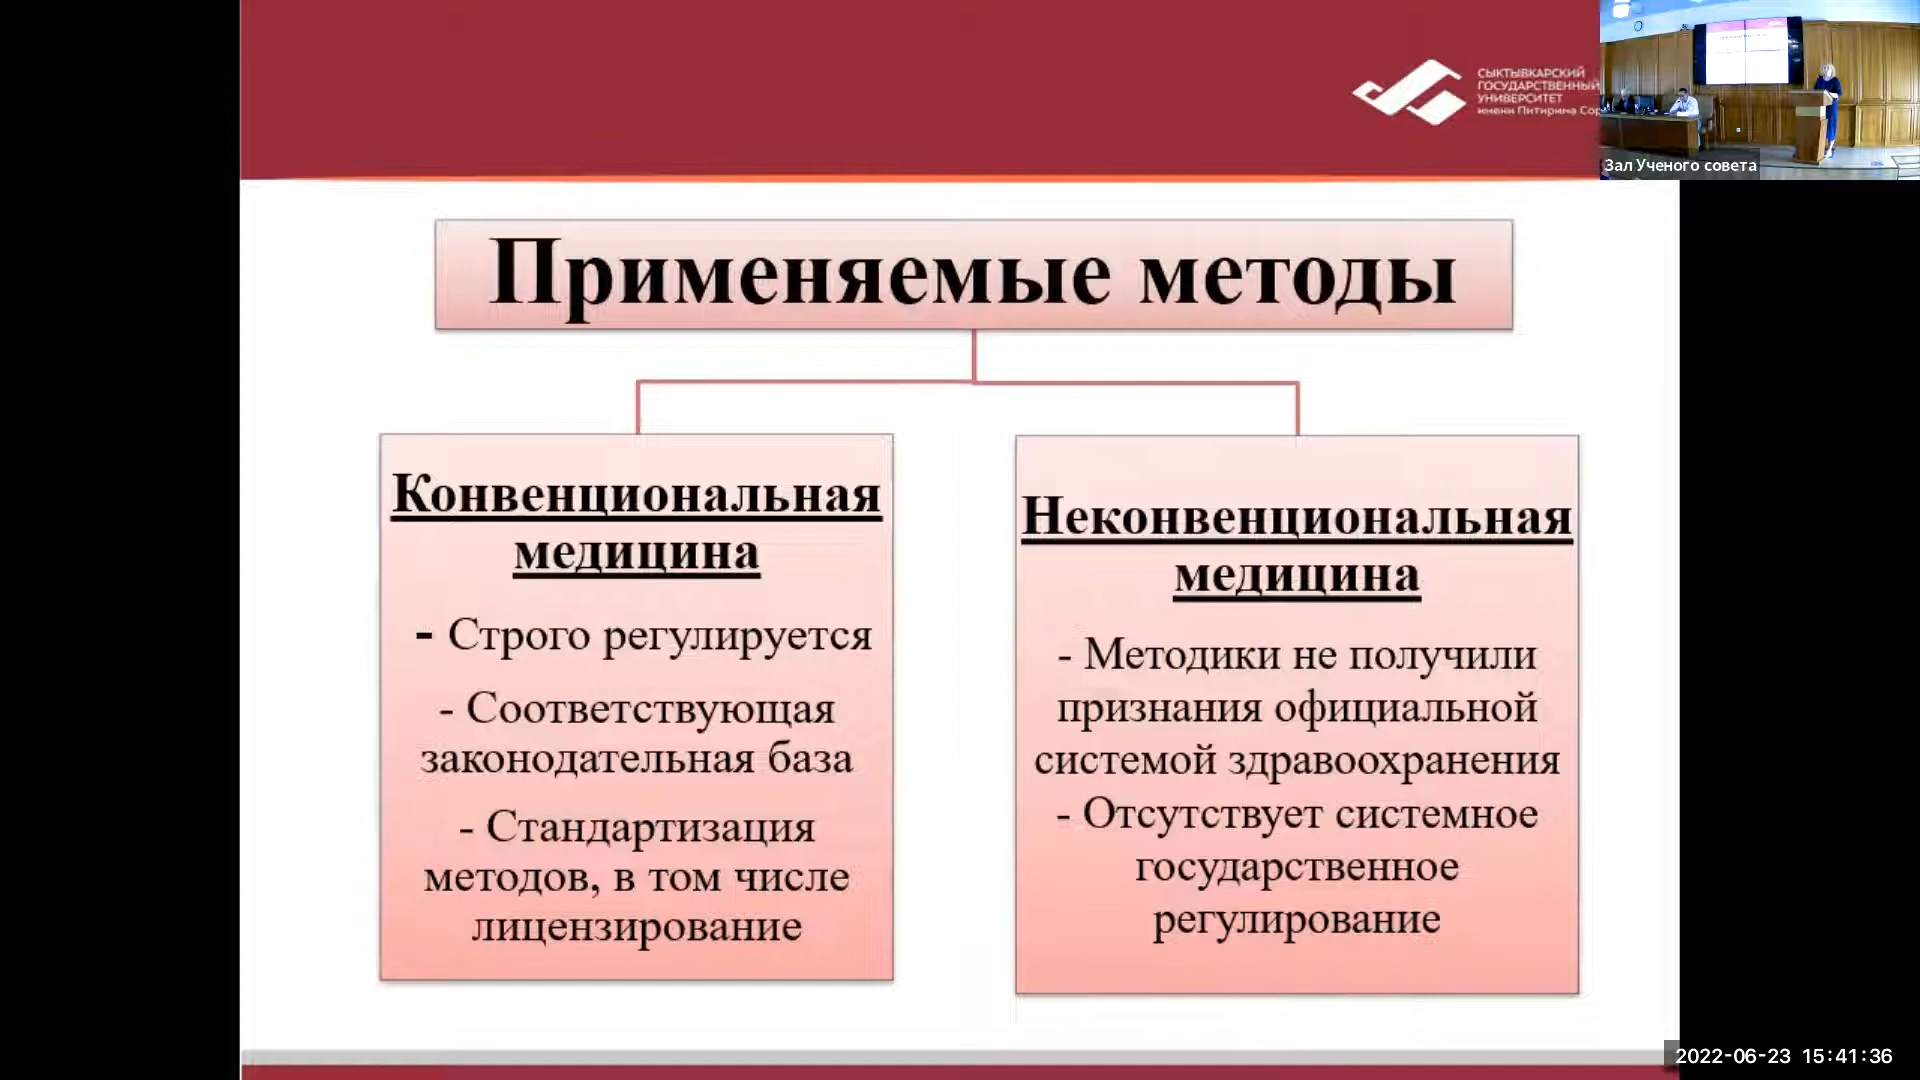 СЫКТЫВКАРСКИЙ
ГОСУДАРСТВЕННЫЙ
УНИВЕРСИТЕТ
имени Питирима
Зал Ученого совета
Применяемые методы
Конвенциональная
медицина
- Строго регулируется
- Соответствующая
законодательная база
- Стандартизация
методов, в том числе
лицензирование
Неконвенциональная
медицина
- Методики не получили
признания официальной
системой здравоохранения
- Отсутствует системное
государственное
регулирование
2022-06-23 15:41:36